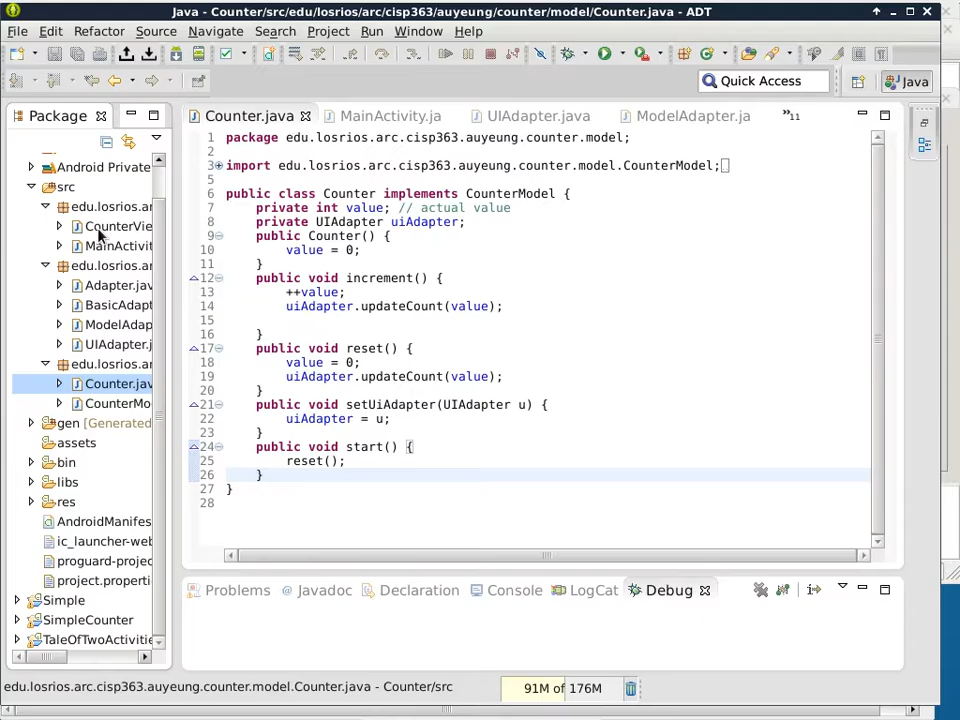 Java - Counter/src/edu/losrios/arc/cisp363/auyeung/counter/model/Counter.java - ADT
File Edit Refactor Source Navigate Search Project Run Window Help
Quick Access
Java
Package
Android Private
src
edu.losrios.ar
CounterVie
MainActivit
edu.losrios.ar
Adapter.jav
BasicAdapt
ModelAdap
UIAdapter.j
edu.losrios.ar
Counter.jav
CounterMo
gen [Generated
assets
bin
libs
res
AndroidManifes
ic_launcher-web
proguard-projec
project.properti
Simple
SimpleCounter
TaleOfTwoActivitie
Counter.java MainActivity.ja UIAdapter.java ModelAdapter.ja »11
1 package edu.losrios.arc.cisp363.auyeung.counter.model;
2
3 import edu.losrios.arc.cisp363.auyeung.counter.model.CounterModel;
5
6 public class Counter implements CounterModel {
7 private int value; // actual value
8 private UIAdapter uiAdapter;
9 public Counter() {
10 value = 0;
11 }
12 public void increment() {
13 ++value;
14 uiAdapter.updateCount(value);
15
16 }
17 public void reset() {
18 value = 0;
19 uiAdapter.updateCount(value);
20 }
21 public void setUiAdapter(UIAdapter u) {
22 uiAdapter = u;
23 }
24 public void start() {
25 reset();
26 }
27 }
28
Problems Javadoc Declaration Console LogCat Debug
edu.losrios.arc.cisp363.auyeung.counter.model.Counter.java - Counter/src
91M of 176M